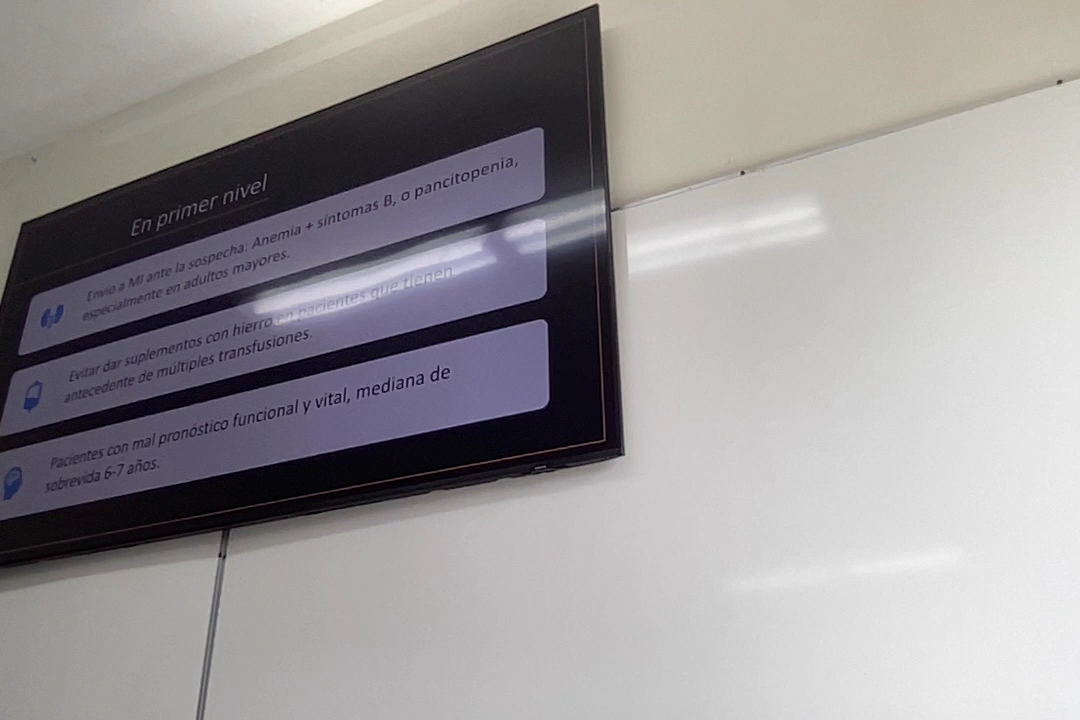 En primer nivel
Envío a MI ante la sospecha: Anemia + síntomas B, o pancitopenia,
especialmente en adultos mayores.
Evitar dar suplementos con hierro en pacientes que tienen
antecedente de múltiples transfusiones.
Pacientes con mal pronóstico funcional y vital, mediana de
sobrevida 6-7 años.